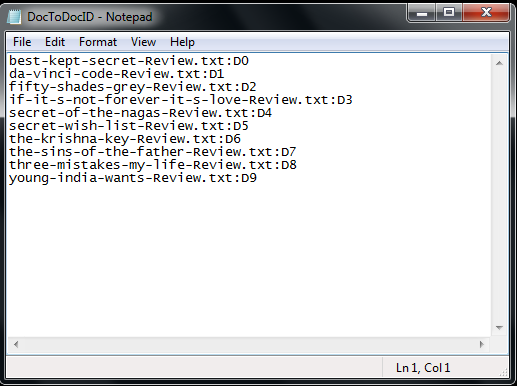 DocToDocID - Notepad
File Edit Format View Help
best-kept-secret-Review.txt:D0
da-vinci-code-Review.txt:D1
fifty-shades-grey-Review.txt:D2
if-it-s-not-forever-it-s-love-Review.txt:D3
secret-of-the-nagas-Review.txt:D4
secret-wish-list-Review.txt:D5
the-krishna-key-Review.txt:D6
the-sins-of-the-father-Review.txt:D7
three-mistakes-my-life-Review.txt:D8
young-india-wants-Review.txt:D9
Ln 1, Col 1